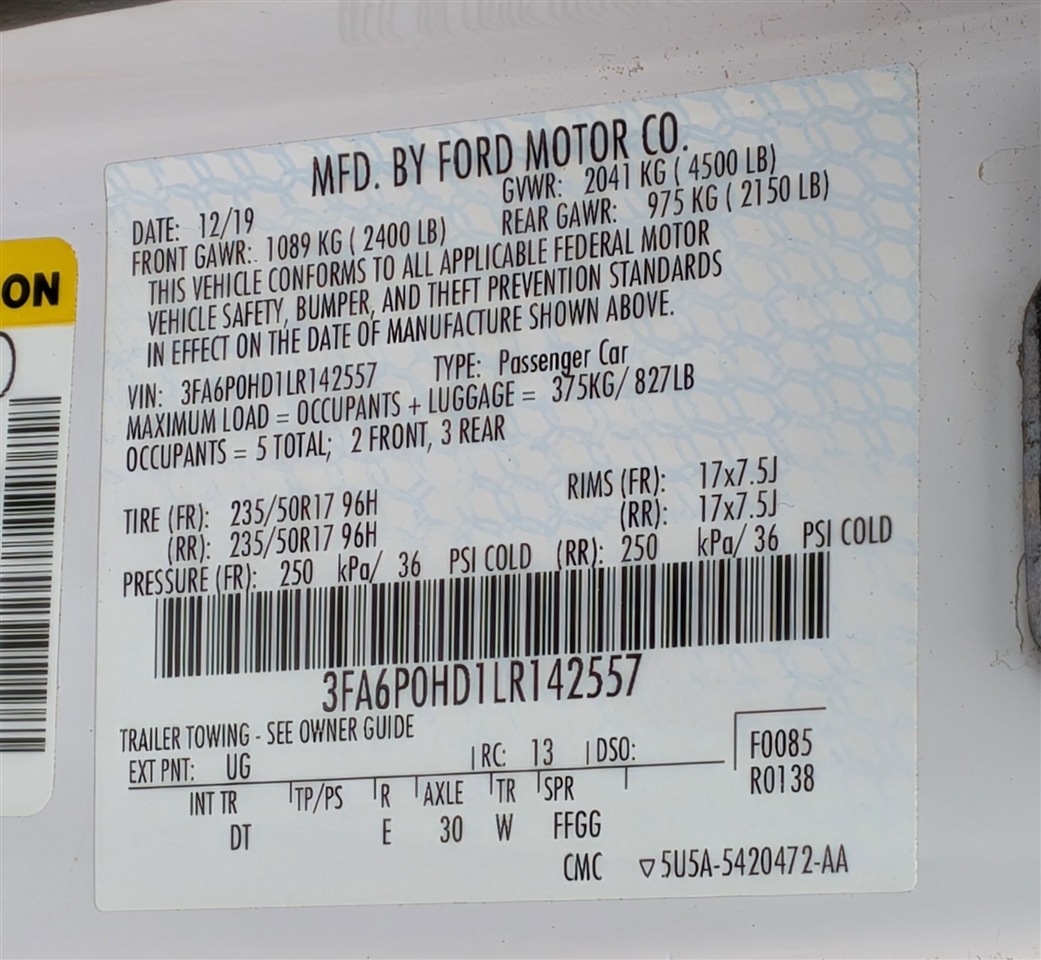 MFD. BY FORD MOTOR CO.
DATE: 12/19 GVWR: 2041 KG ( 4500 LB)
FRONT GAWR: 1089 KG ( 2400 LB) REAR GAWR: 975 KG ( 2150 LB)
THIS VEHICLE CONFORMS TO ALL APPLICABLE FEDERAL MOTOR
VEHICLE SAFETY, BUMPER, AND THEFT PREVENTION STANDARDS
IN EFFECT ON THE DATE OF MANUFACTURE SHOWN ABOVE.
VIN: 3FA6P0HD1LR142557 TYPE: Passenger Car
MAXIMUM LOAD = OCCUPANTS + LUGGAGE = 375KG/ 827LB
OCCUPANTS = 5 TOTAL; 2 FRONT, 3 REAR
TIRE (FR): 235/50R17 96H RIMS (FR): 17x7.5J
(RR): 235/50R17 96H (RR): 17x7.5J
PRESSURE (FR): 250 kPa/ 36 PSI COLD (RR): 250 kPa/ 36 PSI COLD
3FA6P0HD1LR142557
TRAILER TOWING - SEE OWNER GUIDE
EXT PNT: UG RC: 13 DSO: F0085
R0138
INT TR TP/PS R AXLE TR SPR
DT E 30 W FFGG
CMC ▽5U5A-5420472-AA
ON